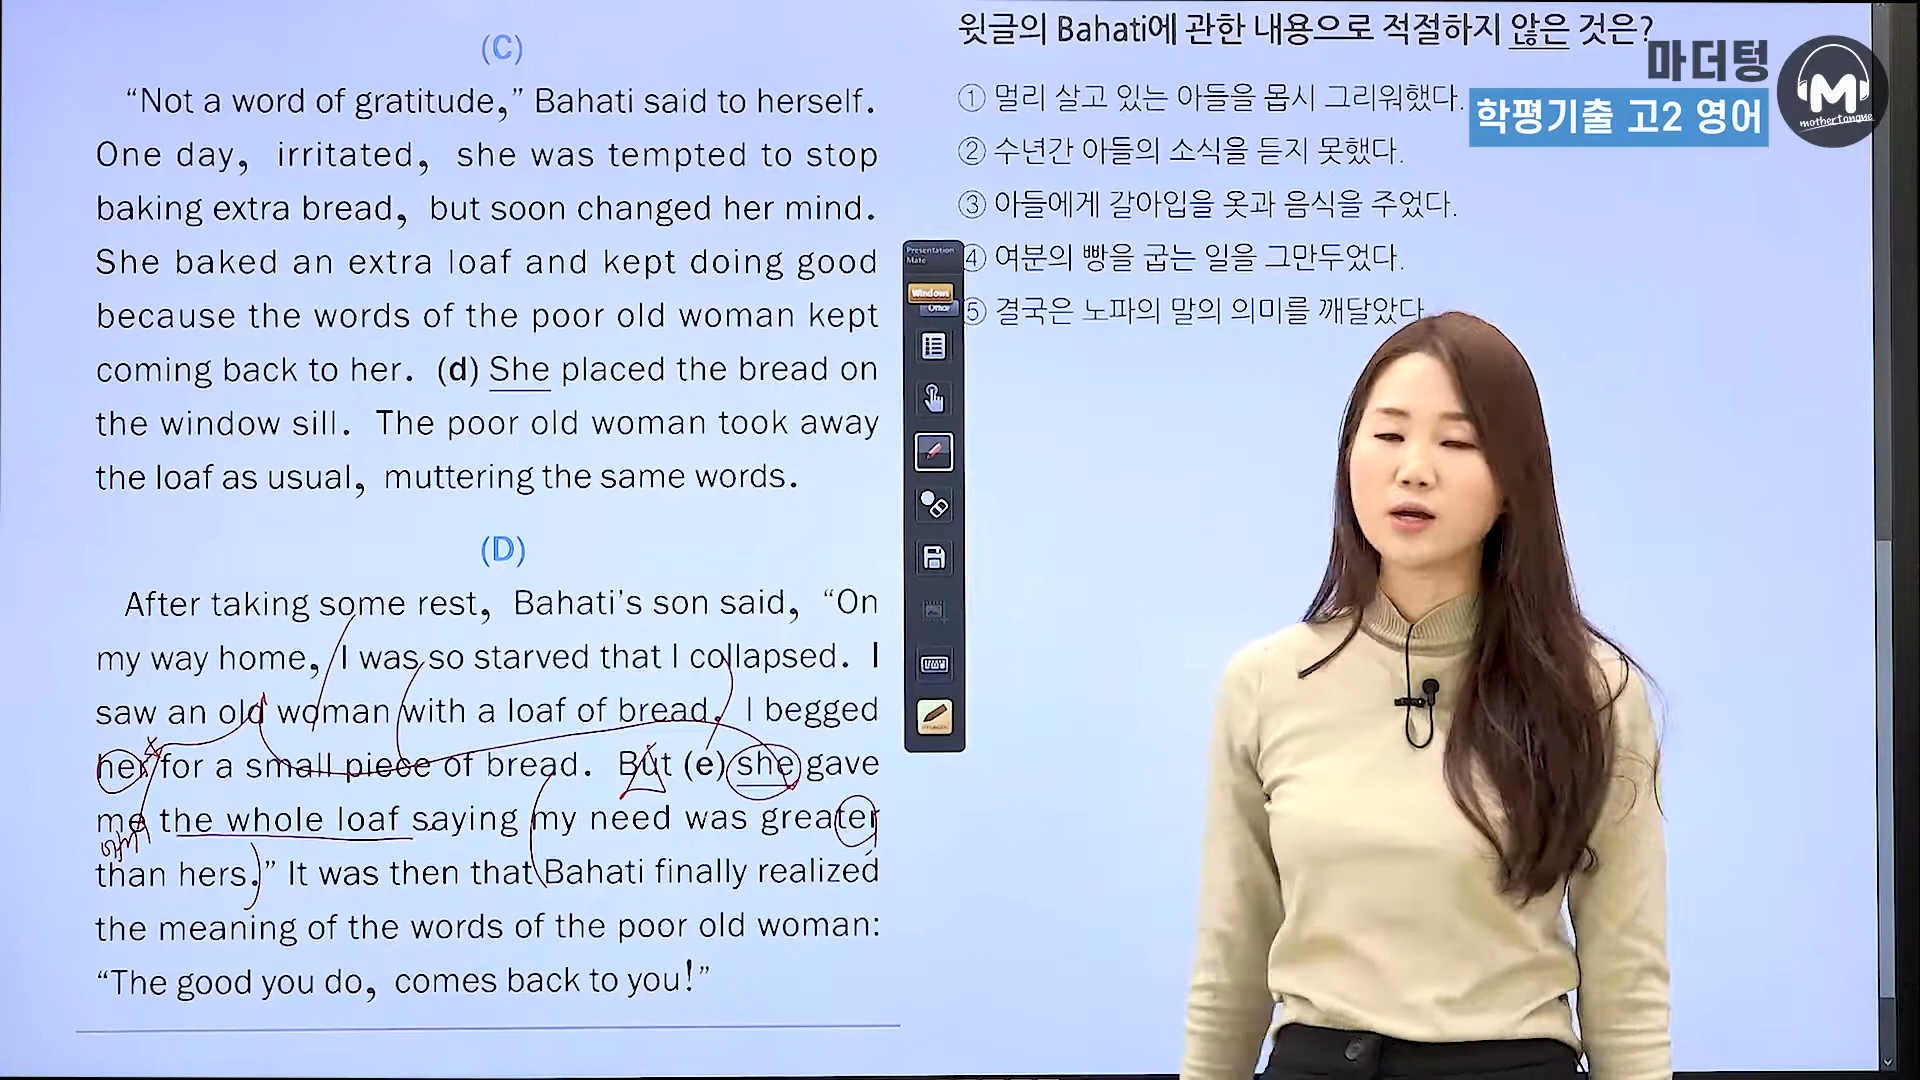 (C)
“Not a word of gratitude,” Bahati said to herself.
One day, irritated, she was tempted to stop
baking extra bread, but soon changed her mind.
She baked an extra loaf and kept doing good
because the words of the poor old woman kept
coming back to her. (d) She placed the bread on
the window sill. The poor old woman took away
the loaf as usual, muttering the same words.
(D)
After taking some rest, Bahati’s son said, “On
my way home, I was so starved that I collapsed. I
saw an old woman with a loaf of bread. I begged
her for a small piece of bread. But (e) she gave
me the whole loaf saying my need was greater
than hers.” It was then that Bahati finally realized
the meaning of the words of the poor old woman:
“The good you do, comes back to you!”
윗글의 Bahati에 관한 내용으로 적절하지 않은 것은?
① 멀리 살고 있는 아들을 몹시 그리워했다.
② 수년간 아들의 소식을 듣지 못했다.
③ 아들에게 갈아입을 옷과 음식을 주었다.
④ 여분의 빵을 굽는 일을 그만두었다.
⑤ 결국은 노파의 말의 의미를 깨달았다
마더텅
학평기출 고2 영어
M
mothertongue
Presentation
Mate
Windows
Office